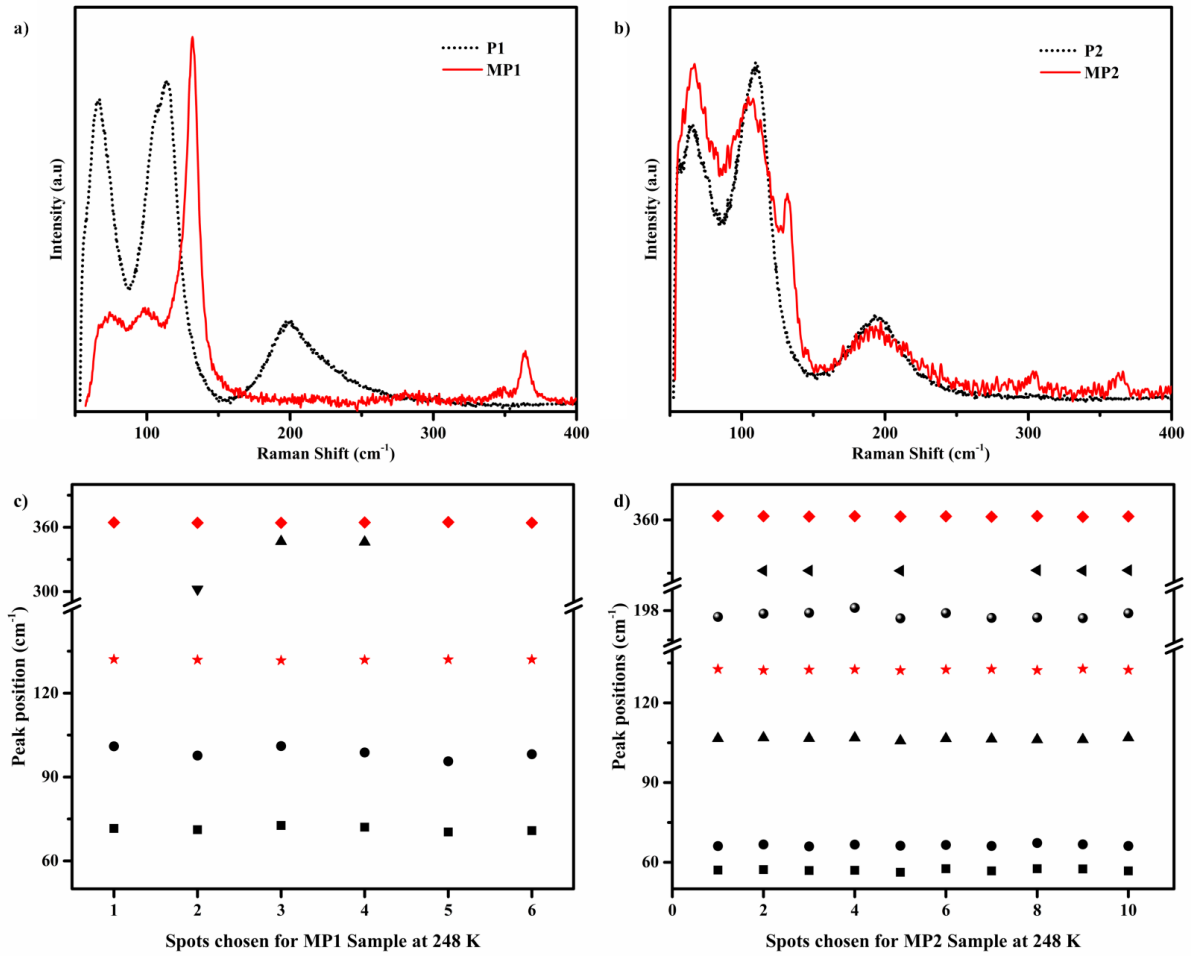 a)
P1
MP1
Intensity (a.u)
100
200
300
400
Raman Shift (cm-1)
b)
P2
MP2
Intensity (a.u)
100
200
300
400
Raman Shift (cm-1)
c)
360
300
120
90
60
Peak position (cm-1)
1
2
3
4
5
6
Spots chosen for MP1 Sample at 248 K
d)
360
198
120
60
Peak positions (cm-1)
0
2
4
6
8
10
Spots chosen for MP2 Sample at 248 K